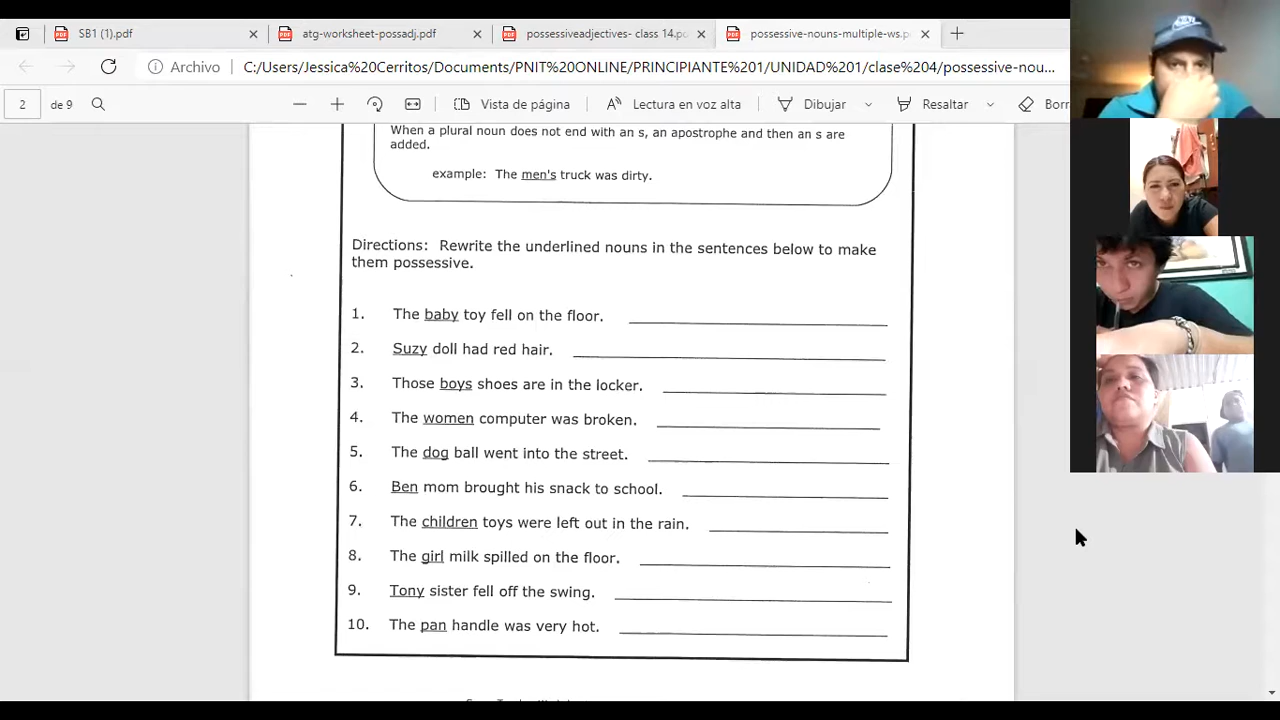 SB1 (1).pdf
atg-worksheet-possadj.pdf
possessiveadjectives- class 14.pd
possessive-nouns-multiple-ws.p
Archivo
C:/Users/Jessica%20Cerritos/Documents/PNIT%20ONLINE/PRINCIPIANTE%201/UNIDAD%201/clase%204/possessive-nou...
2 de 9
Vista de página
Lectura en voz alta
Dibujar
Resaltar
Borr
When a plural noun does not end with an s, an apostrophe and then an s are
added.
example: The men's truck was dirty.
Directions: Rewrite the underlined nouns in the sentences below to make
them possessive.
1. The baby toy fell on the floor.
2. Suzy doll had red hair.
3. Those boys shoes are in the locker.
4. The women computer was broken.
5. The dog ball went into the street.
6. Ben mom brought his snack to school.
7. The children toys were left out in the rain.
8. The girl milk spilled on the floor.
9. Tony sister fell off the swing.
10. The pan handle was very hot.